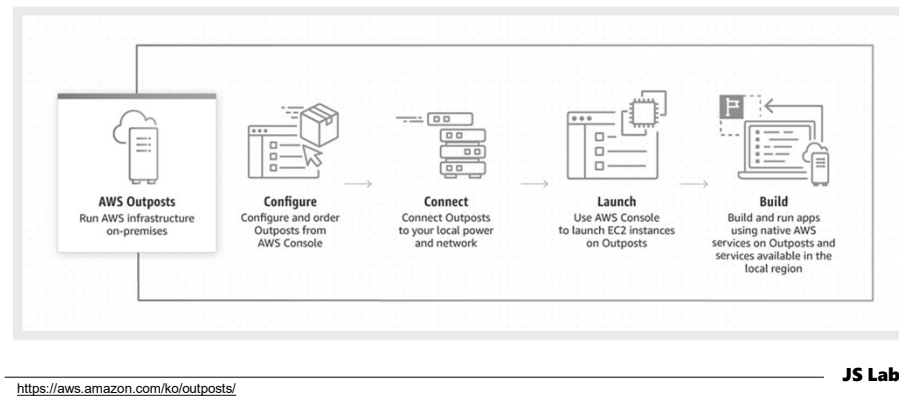 AWS Outposts
Run AWS infrastructure
on-premises
Configure
Configure and order
Outposts from
AWS Console
Connect
Connect Outposts
to your local power
and network
Launch
Use AWS Console
to launch EC2 instances
on Outposts
Build
Build and run apps
using native AWS
services on Outposts and
services available in the
local region
JS Lab
https://aws.amazon.com/ko/outposts/